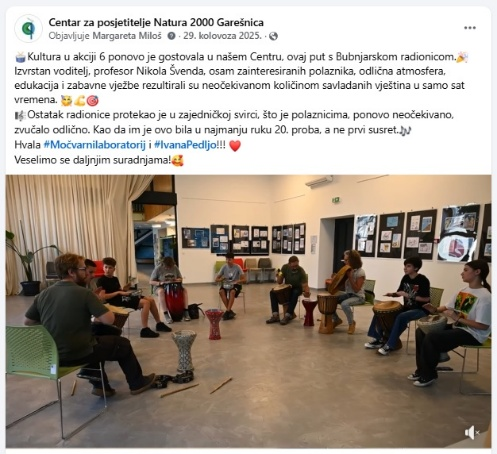 Centar za posjetitelje Natura 2000 Garešnica
Objavljuje Margareta Miloš · 29. kolovoza 2025. ·
🥁Kultura u akciji 6 ponovo je gostovala u našem Centru, ovaj put s Bubnjarskom radionicom.🎉
Izvrstan voditelj, profesor Nikola Švenda, osam zainteresiranih polaznika, odlična atmosfera,
edukacija i zabavne vježbe rezultirali su neočekivanom količinom savladanih vještina u samo sat
vremena. 🥳💪🎯
🎼Ostatak radionice protekao je u zajedničkoj svirci, što je polaznicima, ponovo neočekivano,
zvučalo odlično. Kao da im je ovo bila u najmanju ruku 20. proba, a ne prvi susret.🎶
Hvala #Močvarnilaboratorij i #IvanaPedljo!!! ❤️
Veselimo se daljnjim suradnjama!🥰